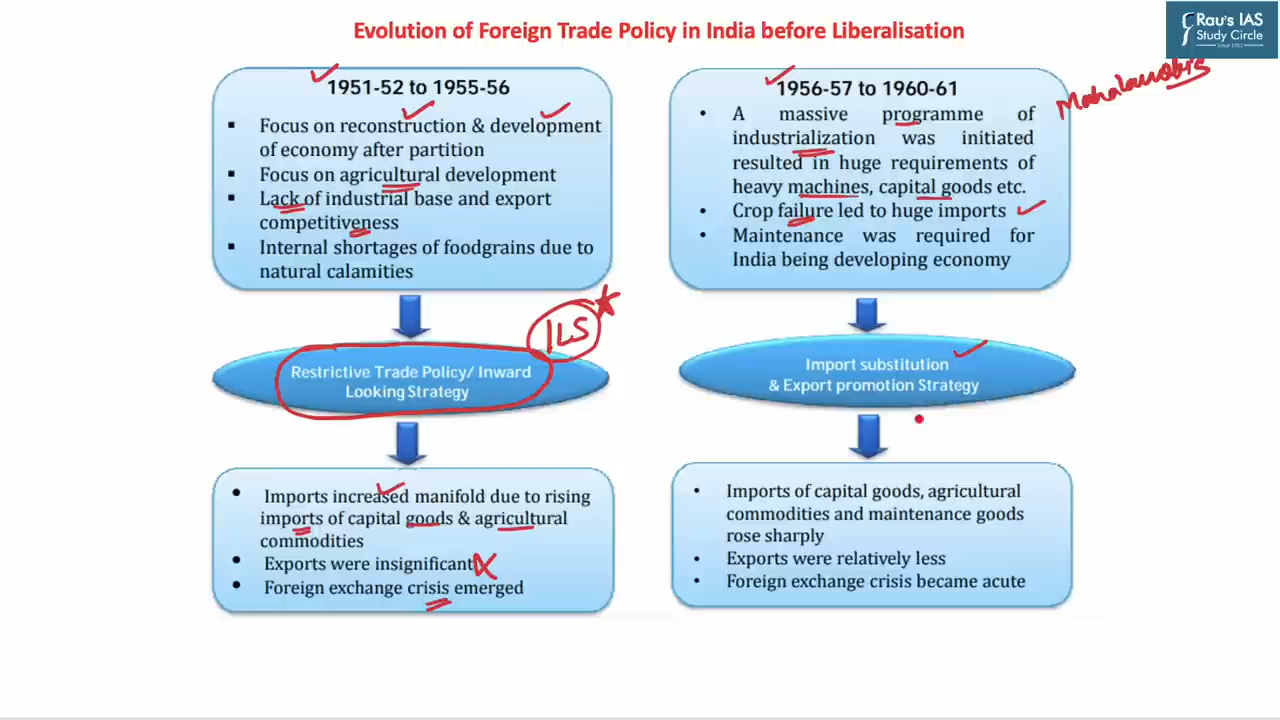 Evolution of Foreign Trade Policy in India before Liberalisation
Rau's IAS
Study Circle
Since 1953
Mahalanobis
1951-52 to 1955-56
▪ Focus on reconstruction & development
of economy after partition
▪ Focus on agricultural development
▪ Lack of industrial base and export
competitiveness
▪ Internal shortages of foodgrains due to
natural calamities
ILS
Restrictive Trade Policy/ Inward
Looking Strategy
• Imports increased manifold due to rising
imports of capital goods & agricultural
commodities
• Exports were insignificant
• Foreign exchange crisis emerged
1956-57 to 1960-61
• A massive programme of
industrialization was initiated
resulted in huge requirements of
heavy machines, capital goods etc.
• Crop failure led to huge imports
• Maintenance was required for
India being developing economy
Import substitution
& Export promotion Strategy
• Imports of capital goods, agricultural
commodities and maintenance goods
rose sharply
• Exports were relatively less
• Foreign exchange crisis became acute